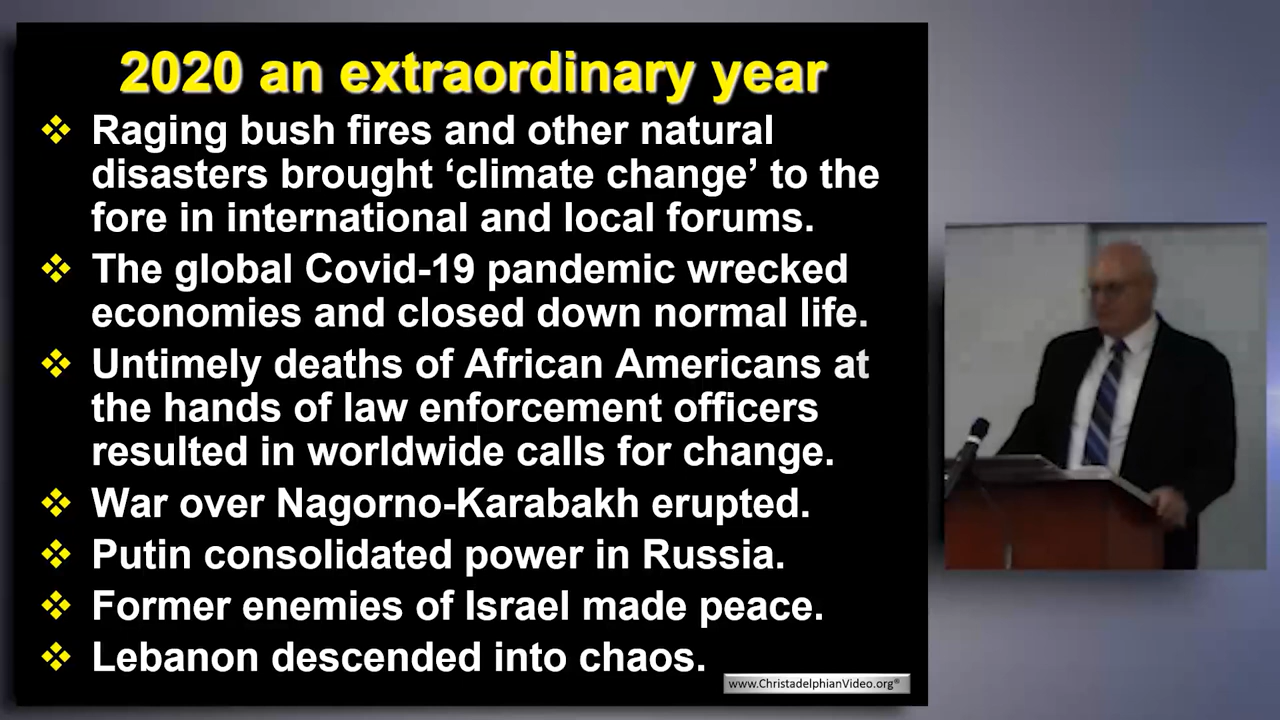 2020 an extraordinary year
❖ Raging bush fires and other natural
disasters brought ‘climate change’ to the
fore in international and local forums.
❖ The global Covid-19 pandemic wrecked
economies and closed down normal life.
❖ Untimely deaths of African Americans at
the hands of law enforcement officers
resulted in worldwide calls for change.
❖ War over Nagorno-Karabakh erupted.
❖ Putin consolidated power in Russia.
❖ Former enemies of Israel made peace.
❖ Lebanon descended into chaos.
www.ChristadelphianVideo.org®